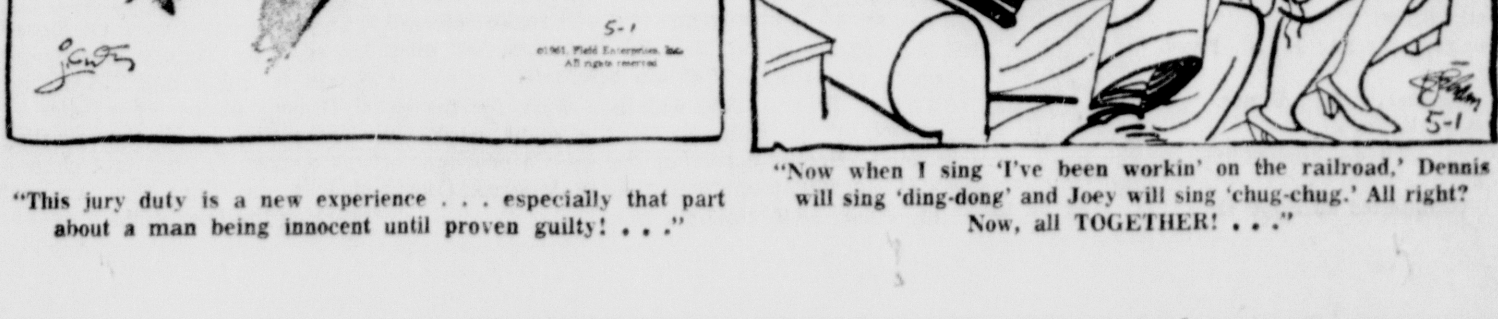 5-1
©1961, Field Enterprises, Inc.
All rights reserved
"This jury duty is a new experience . . . especially that part
about a man being innocent until proven guilty! . . ."
5-1
"Now when I sing 'I've been workin' on the railroad,' Dennis
will sing 'ding-dong' and Joey will sing 'chug-chug.' All right?
Now, all TOGETHER! . . ."